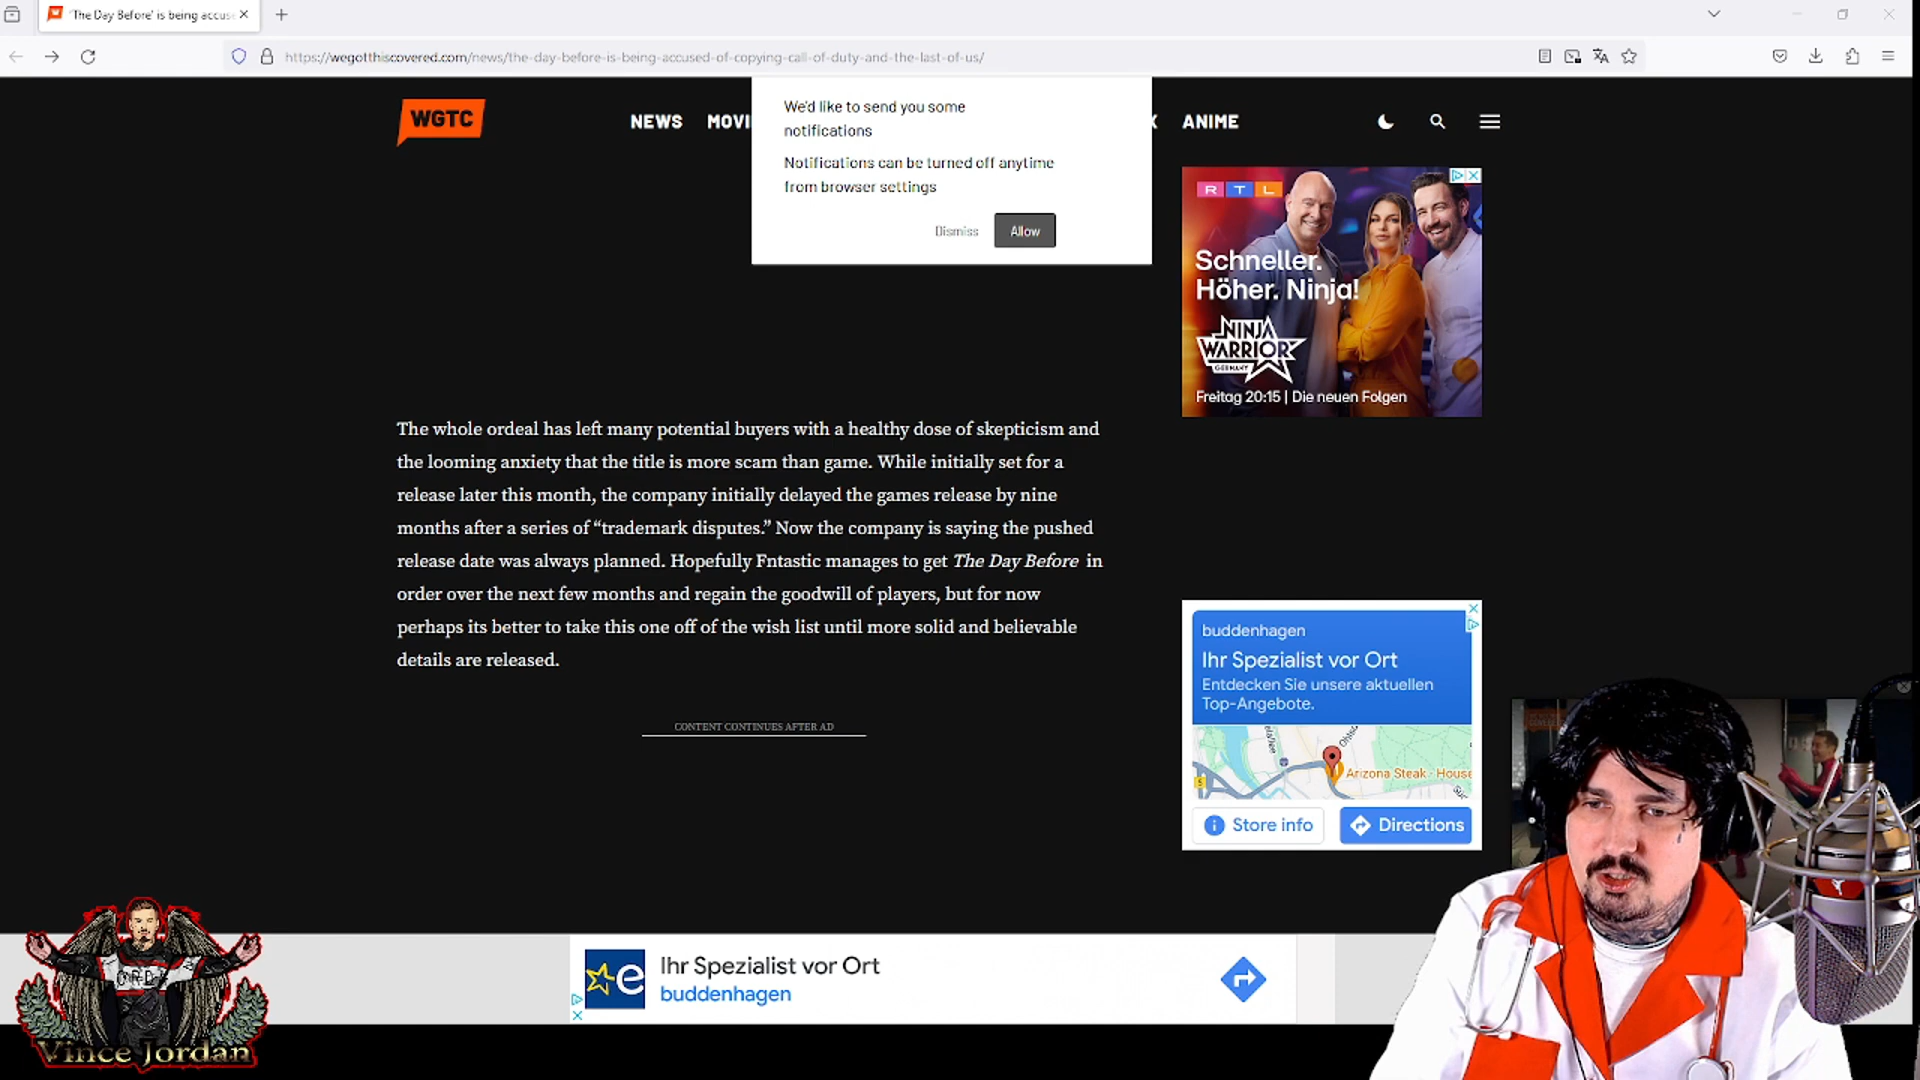 'The Day Before' is being accuse
https://wegotthiscovered.com/news/the-day-before-is-being-accused-of-copying-call-of-duty-and-the-last-of-us/
WGTC
NEWS MOVI
X ANIME
We'd like to send you some
notifications
Notifications can be turned off anytime
from browser settings
Dismiss
Allow
RTL
Schneller.
Höher. Ninja!
NINJA
WARRIOR
GERMANY
Freitag 20:15 | Die neuen Folgen
The whole ordeal has left many potential buyers with a healthy dose of skepticism and
the looming anxiety that the title is more scam than game. While initially set for a
release later this month, the company initially delayed the games release by nine
months after a series of “trademark disputes.” Now the company is saying the pushed
release date was always planned. Hopefully Fntastic manages to get The Day Before in
order over the next few months and regain the goodwill of players, but for now
perhaps its better to take this one off of the wish list until more solid and believable
details are released.
CONTENT CONTINUES AFTER AD
buddenhagen
Ihr Spezialist vor Ort
Entdecken Sie unsere aktuellen
Top-Angebote.
Arizona Steak - House
Store info
Directions
e
Ihr Spezialist vor Ort
buddenhagen
Vince Jordan